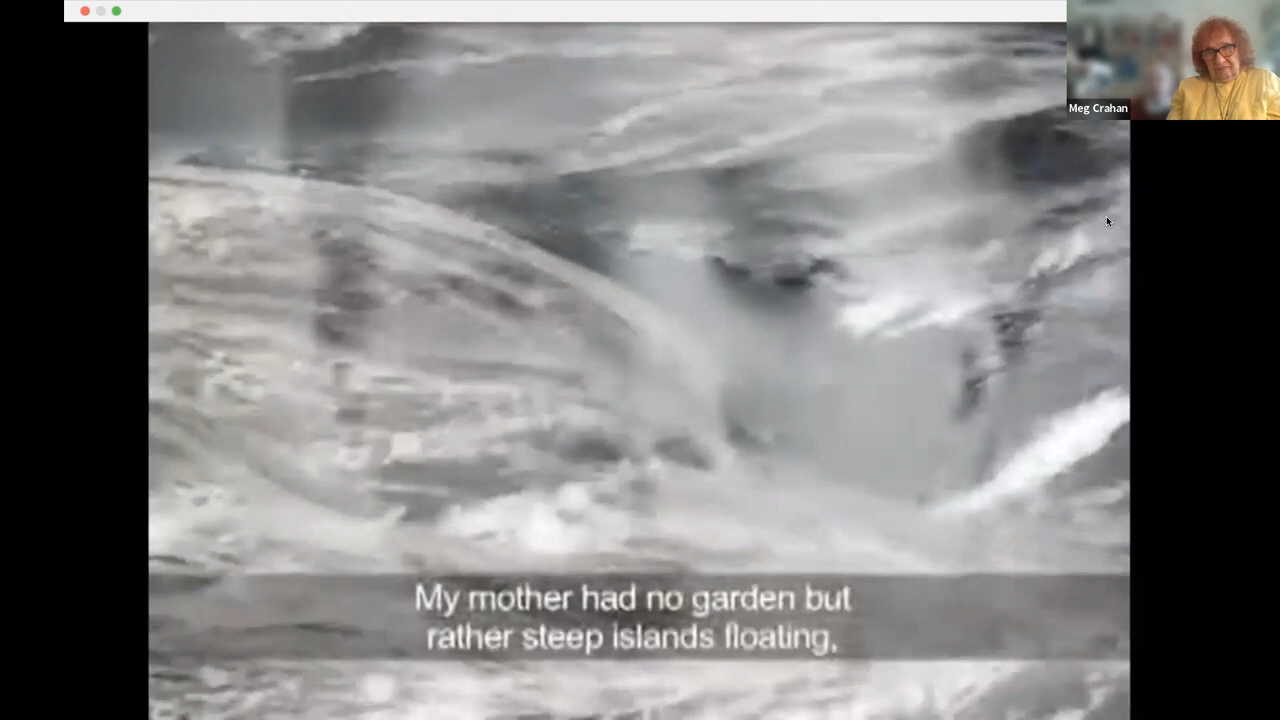 Meg Crahan
My mother had no garden but
rather steep islands floating,